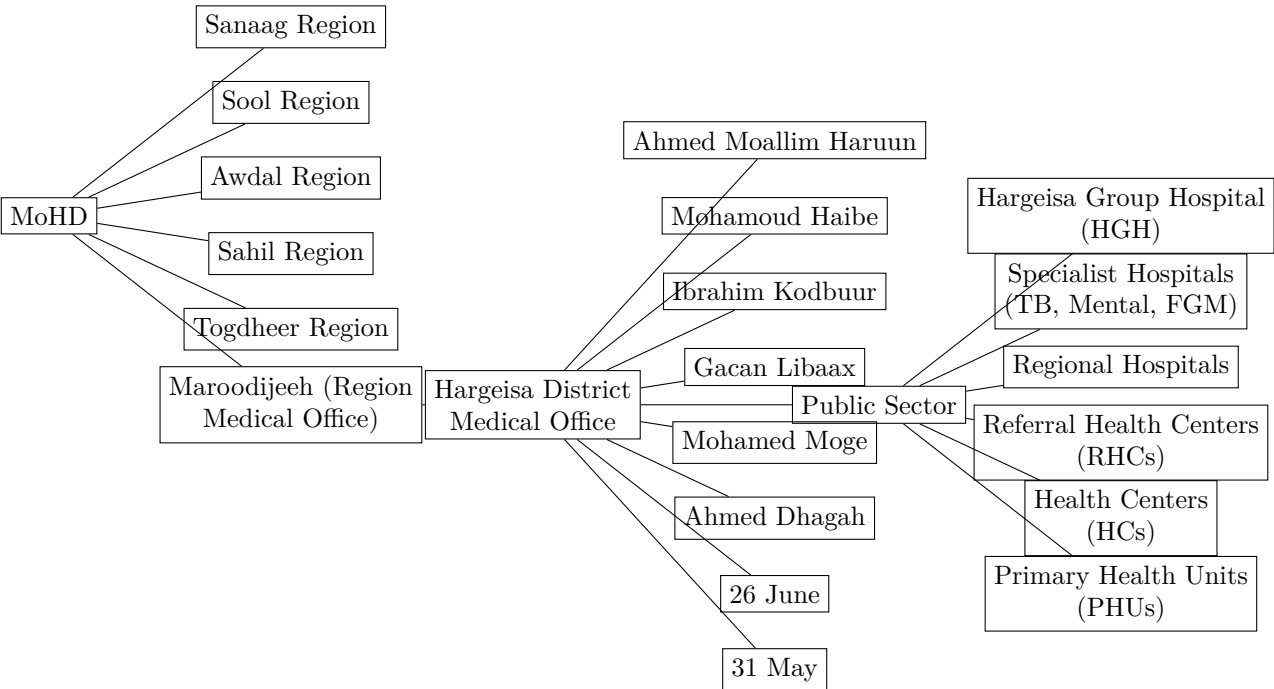 Sanaag Region
Sool Region
Awdal Region
MoHD
Sahil Region
Togdheer Region
Maroodijeeh (Region
Medical Office)
Hargeisa District
Medical Office
Ahmed Moallim Haruun
Mohamoud Haibe
Ibrahim Kodbuur
Gacan Libaax
Mohamed Moge
Ahmed Dhagah
26 June
31 May
Public Sector
Hargeisa Group Hospital
(HGH)
Specialist Hospitals
(TB, Mental, FGM)
Regional Hospitals
Referral Health Centers
(RHCs)
Health Centers
(HCs)
Primary Health Units
(PHUs)